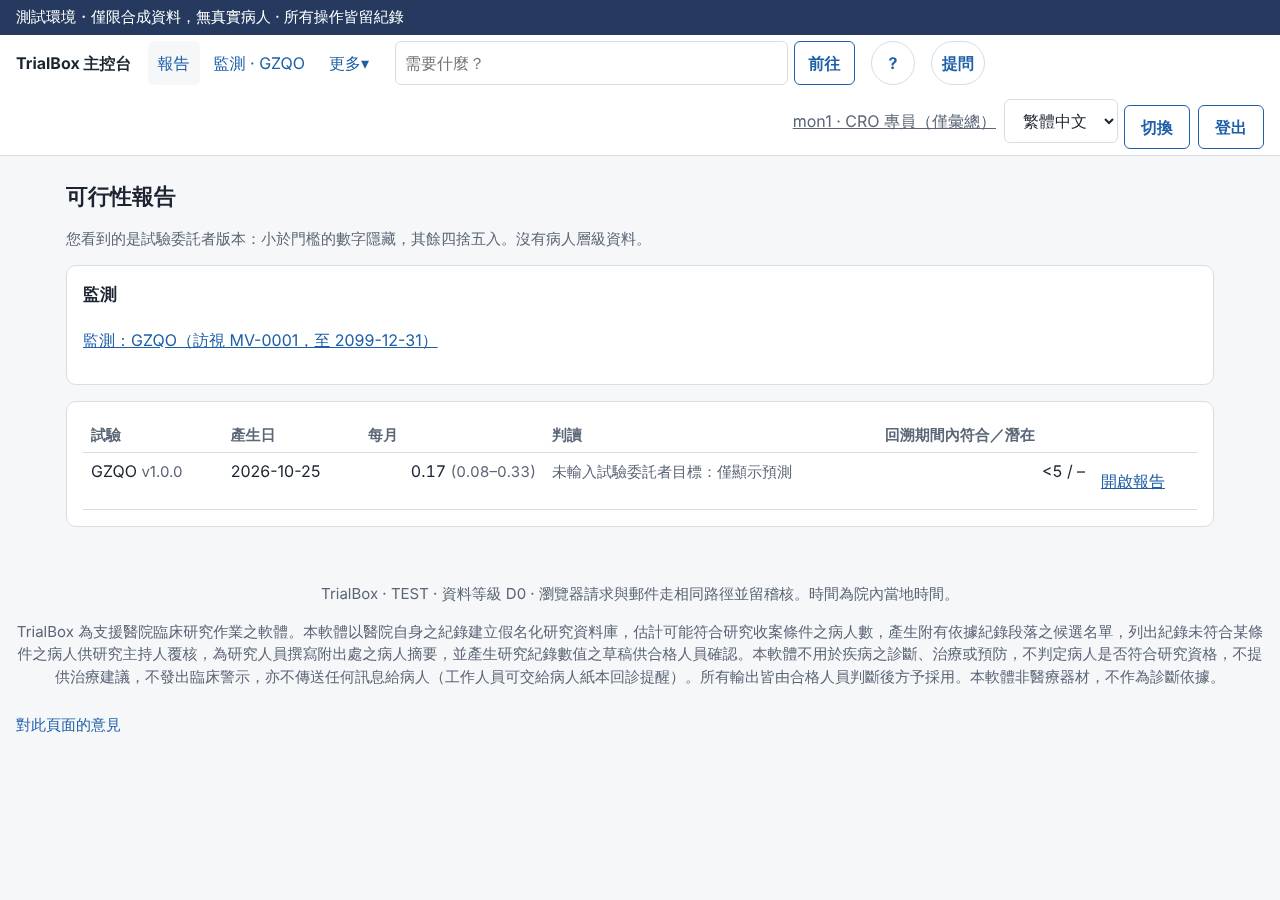 測試環境・僅限合成資料，無真實病人 · 所有操作皆留紀錄
TrialBox 主控台 報告 監測 · GZQO 更多▾ 需要什麼？ 前往 ? 提問
mon1 · CRO 專員（僅彙總） 繁體中文 切換 登出
可行性報告
您看到的是試驗委託者版本：小於門檻的數字隱藏，其餘四捨五入。沒有病人層級資料。
監測
監測：GZQO（訪視 MV-0001，至 2099-12-31）
試驗 產生日 每月 判讀 回溯期間內符合／潛在
GZQO v1.0.0 2026-10-25 0.17 (0.08–0.33) 未輸入試驗委託者目標：僅顯示預測 <5 / – 開啟報告
TrialBox · TEST · 資料等級 D0 · 瀏覽器請求與郵件走相同路徑並留稽核。時間為院內當地時間。
TrialBox 為支援醫院臨床研究作業之軟體。本軟體以醫院自身之紀錄建立假名化研究資料庫，估計可能符合研究收案條件之病人數，產生附有依據紀錄段落之候選名單，列出紀錄未符合某條
件之病人供研究主持人覆核，為研究人員撰寫附出處之病人摘要，並產生研究紀錄數值之草稿供合格人員確認。本軟體不用於疾病之診斷、治療或預防，不判定病人是否符合研究資格，不提
供治療建議，不發出臨床警示，亦不傳送任何訊息給病人（工作人員可交給病人紙本回診提醒）。所有輸出皆由合格人員判斷後方予採用。本軟體非醫療器材，不作為診斷依據。
對此頁面的意見